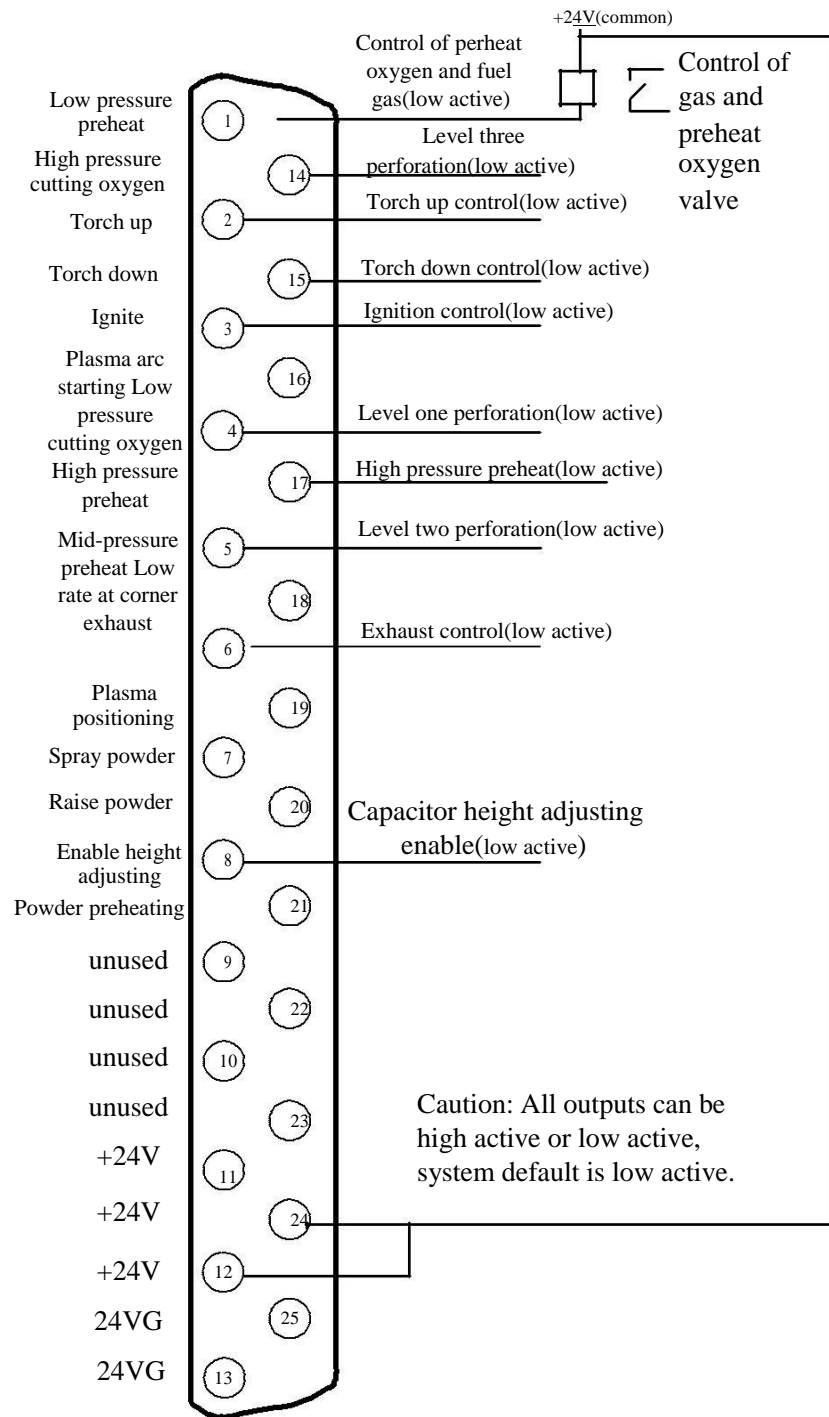 +24V(common)
Control of perheat
oxygen and fuel
gas(low active)
Control of
gas and
preheat
oxygen
valve
Low pressure
preheat
1
Level three
perforation(low active)
High pressure
cutting oxygen
14
Torch up
2
Torch up control(low active)
Torch down
15
Torch down control(low active)
Ignite
3
Ignition control(low active)
Plasma arc
starting Low
pressure
cutting oxygen
16
4
Level one perforation(low active)
High pressure
preheat
17
High pressure preheat(low active)
Mid-pressure
preheat Low
rate at corner
exhaust
5
Level two perforation(low active)
18
6
Exhaust control(low active)
Plasma
positioning
19
Spray powder
7
Raise powder
20
Capacitor height adjusting
enable(low active)
Enable height
adjusting
8
Powder preheating
21
unused
9
unused
22
unused
10
unused
23
Caution: All outputs can be
high active or low active,
system default is low active.
+24V
11
+24V
24
+24V
12
24VG
25
24VG
13